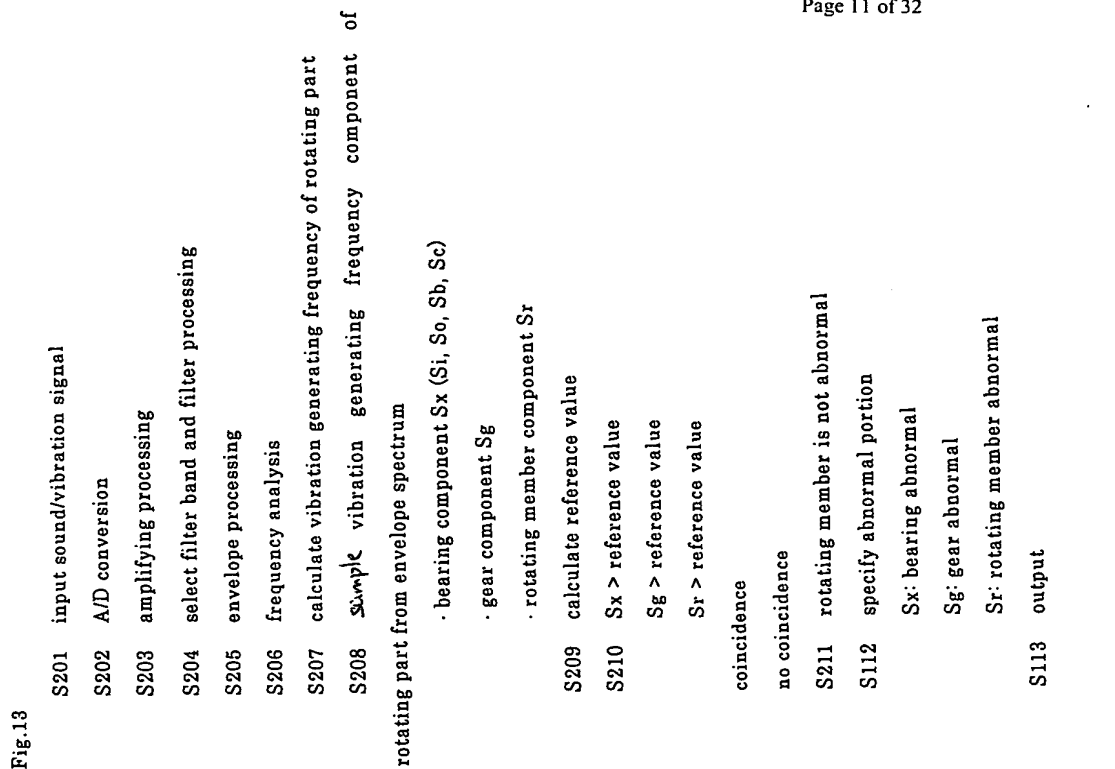 Page 11 of 32
Fig.13
S201 input sound/vibration signal
S202 A/D conversion
S203 amplifying processing
S204 select filter band and filter processing
S205 envelope processing
S206 frequency analysis
S207 calculate vibration generating frequency of rotating part
S208 sample vibration generating frequency component of
rotating part from envelope spectrum
· bearing component Sx (Si, So, Sb, Sc)
· gear component Sg
· rotating member component Sr
S209 calculate reference value
S210 Sx > reference value
Sg > reference value
Sr > reference value
coincidence
no coincidence
S211 rotating member is not abnormal
S112 specify abnormal portion
Sx: bearing abnormal
Sg: gear abnormal
Sr: rotating member abnormal
S113 output